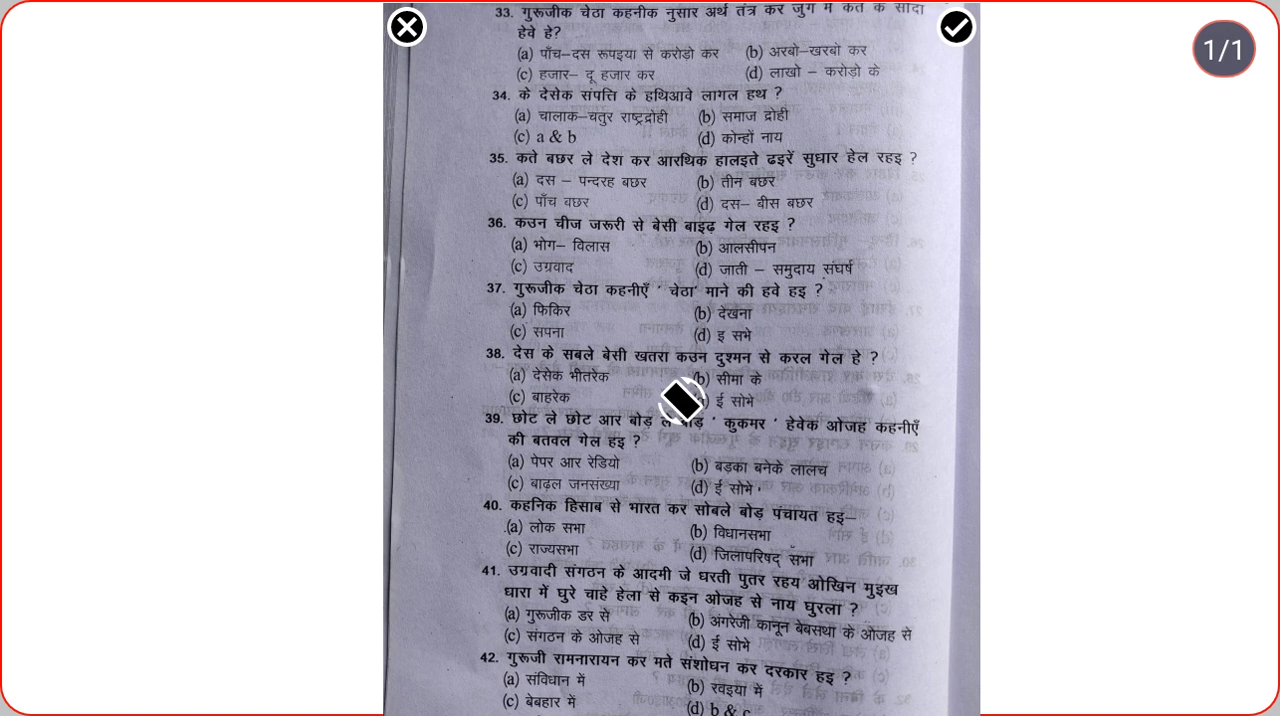 1/1
33. गुरूजीक चेठा कहनीक नुसार अर्थ तंत्र कर जुग में कते के सौदा
हेवे हे?
(a) पाँच–दस रूपइया से करोड़ो कर (b) अरबो–खरबो कर
(c) हजार– दू हजार कर (d) लाखो – करोड़ो के
34. के देसेक संपत्ति के हथिआवे लागल हथ ?
(a) चालाक–चतुर राष्ट्रद्रोही (b) समाज द्रोही
(c) a & b (d) कोन्हों नाय
35. कते बछर ले देश कर आरथिक हालइते ढइरें सुधार हेल रहइ ?
(a) दस – पन्दरह बछर (b) तीन बछर
(c) पाँच बछर (d) दस– बीस बछर
36. कउन चीज जरूरी से बेसी बाइढ़ गेल रहइ ?
(a) भोग– विलास (b) आलसीपन
(c) उग्रवाद (d) जाती – समुदाय संघर्ष
37. गुरूजीक चेठा कहनीएँ ' चेठा' माने की हवे हइ ?
(a) फिकिर (b) देखना
(c) सपना (d) इ सभे
38. देस के सबले बेसी खतरा कउन दुश्मन से करल गेल हे ?
(a) देसेक भीतरेक (b) सीमा के
(c) बाहरेक ई सोभे
39. छोट ले छोट आर बोड़ ले बोड़ ' कुकमर ' हेवेक ओजह कहनीएँ
की बतवल गेल हइ ?
(a) पेपर आर रेडियो (b) बड़का बनेके लालच
(c) बाढ़ल जनसंख्या (d) ई सोभे
40. कहनिक हिसाब से भारत कर सोबले बोड़ पंचायत हइ–
(a) लोक सभा (b) विधानसभा
(c) राज्यसभा (d) जिलापरिषद् सभा
41. उग्रवादी संगठन के आदमी जे धरती पुतर रहय ओखिन मुइख
धारा में घुरे चाहे हेला से कइन ओजह से नाय घुरला ?
(a) गुरूजीक डर से (b) अंगरेजी कानून बेबसथा के ओजह से
(c) संगठन के ओजह से (d) ई सोभे
42. गुरूजी रामनारायन कर मते संशोधन कर दरकार हइ ?
(a) संविधान में (b) रवइया में
(c) बेबहार में (d) b & c